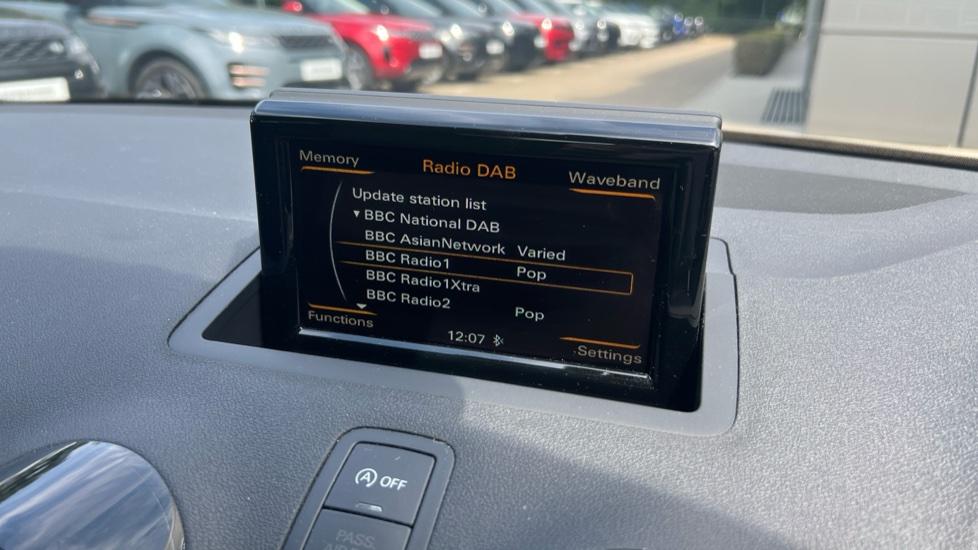 Memory
Radio DAB
Waveband
Update station list
BBC National DAB
BBC AsianNetwork Varied
BBC Radio1 Pop
BBC Radio1Xtra
BBC Radio2 Pop
Functions
12:07
Settings
A OFF
PASS